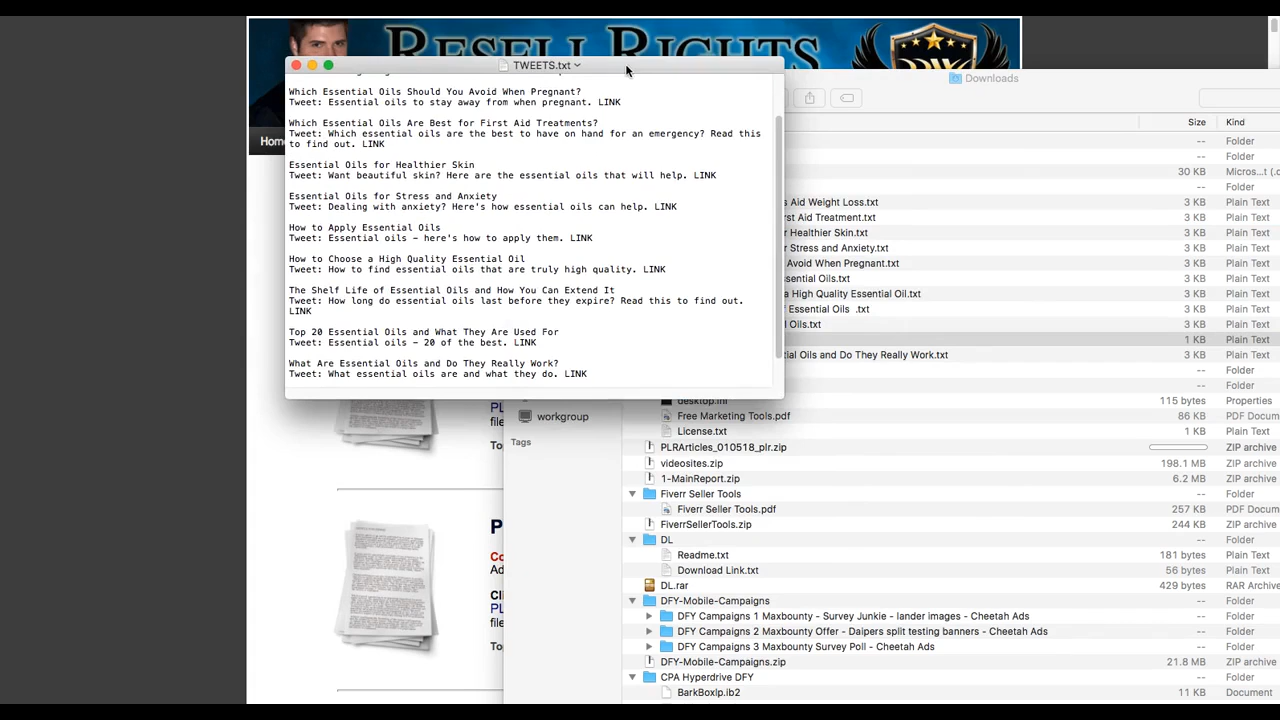 RESELL RIGHTS
TWEETS.txt
Which Essential Oils Should You Avoid When Pregnant?
Tweet: Essential oils to stay away from when pregnant. LINK
Which Essential Oils Are Best for First Aid Treatments?
Tweet: Which essential oils are the best to have on hand for an emergency? Read this
to find out. LINK
Essential Oils for Healthier Skin
Tweet: Want beautiful skin? Here are the essential oils that will help. LINK
Essential Oils for Stress and Anxiety
Tweet: Dealing with anxiety? Here's how essential oils can help. LINK
How to Apply Essential Oils
Tweet: Essential oils – here's how to apply them. LINK
How to Choose a High Quality Essential Oil
Tweet: How to find essential oils that are truly high quality. LINK
The Shelf Life of Essential Oils and How You Can Extend It
Tweet: How long do essential oils last before they expire? Read this to find out.
LINK
Top 20 Essential Oils and What They Are Used For
Tweet: Essential oils – 20 of the best. LINK
What Are Essential Oils and Do They Really Work?
Tweet: What essential oils are and what they do. LINK
Hom
PL
file
To
P
Co
Ad
Cli
PL
file
To
workgroup
Tags
Downloads
Size Kind
-- Folder
-- Folder
30 KB Micros...t (.c
-- Folder
s Aid Weight Loss.txt 3 KB Plain Text
rst Aid Treatment.txt 3 KB Plain Text
r Healthier Skin.txt 3 KB Plain Text
r Stress and Anxiety.txt 3 KB Plain Text
Avoid When Pregnant.txt 3 KB Plain Text
ssential Oils.txt 3 KB Plain Text
a High Quality Essential Oil.txt 3 KB Plain Text
f Essential Oils .txt 3 KB Plain Text
l Oils.txt 3 KB Plain Text
1 KB Plain Text
tial Oils and Do They Really Work.txt 3 KB Plain Text
-- Folder
-- Folder
desktop.ini 115 bytes Properties
Free Marketing Tools.pdf 86 KB PDF Docum
License.txt 1 KB Plain Text
PLRArticles_010518_plr.zip ZIP archive
videosites.zip 198.1 MB ZIP archive
1-MainReport.zip 6.2 MB ZIP archive
Fiverr Seller Tools -- Folder
Fiverr Seller Tools.pdf 257 KB PDF Docum
FiverrSellerTools.zip 244 KB ZIP archive
DL -- Folder
Readme.txt 181 bytes Plain Text
Download Link.txt 56 bytes Plain Text
DL.rar 429 bytes RAR Archive
DFY-Mobile-Campaigns -- Folder
DFY Campaigns 1 Maxbounty - Survey Junkie - lander images - Cheetah Ads -- Folder
DFY Campaigns 2 Maxbounty Offer - Daipers split testing banners - Cheetah Ads -- Folder
DFY Campaigns 3 Maxbounty Survey Poll - Cheetah Ads -- Folder
DFY-Mobile-Campaigns.zip 21.8 MB ZIP archive
CPA Hyperdrive DFY -- Folder
BarkBoxlp.ib2 11 KB Document